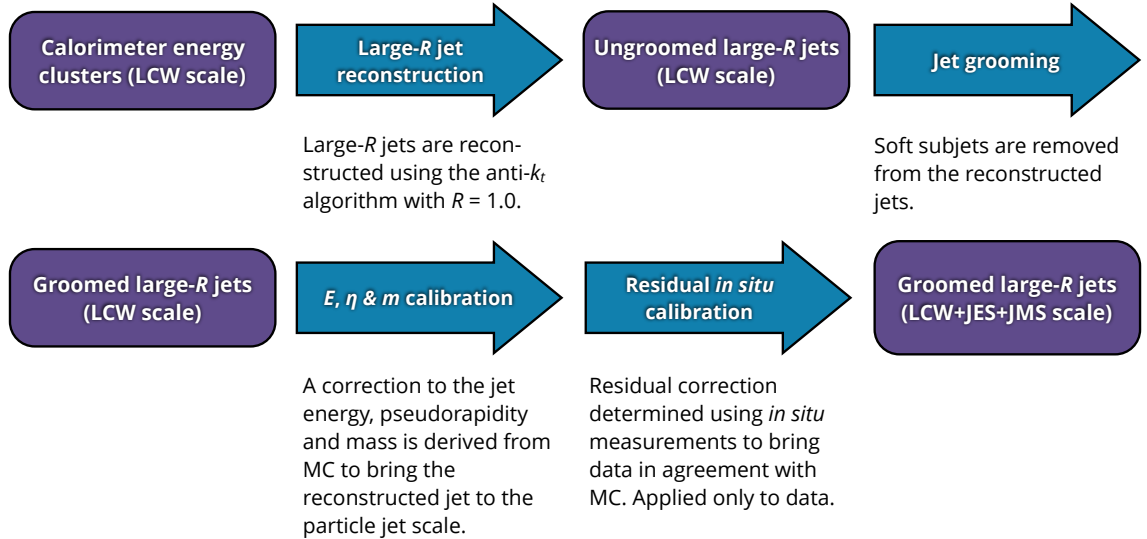 Calorimeter energy
clusters (LCW scale)
Large-R jet
reconstruction
Ungroomed large-R jets
(LCW scale)
Jet grooming
Large-R jets are recon-
structed using the anti-kt
algorithm with R = 1.0.
Soft subjets are removed
from the reconstructed
jets.
Groomed large-R jets
(LCW scale)
E, η & m calibration
Residual in situ
calibration
Groomed large-R jets
(LCW+JES+JMS scale)
A correction to the jet
energy, pseudorapidity
and mass is derived from
MC to bring the
reconstructed jet to the
particle jet scale.
Residual correction
determined using in situ
measurements to bring
data in agreement with
MC. Applied only to data.